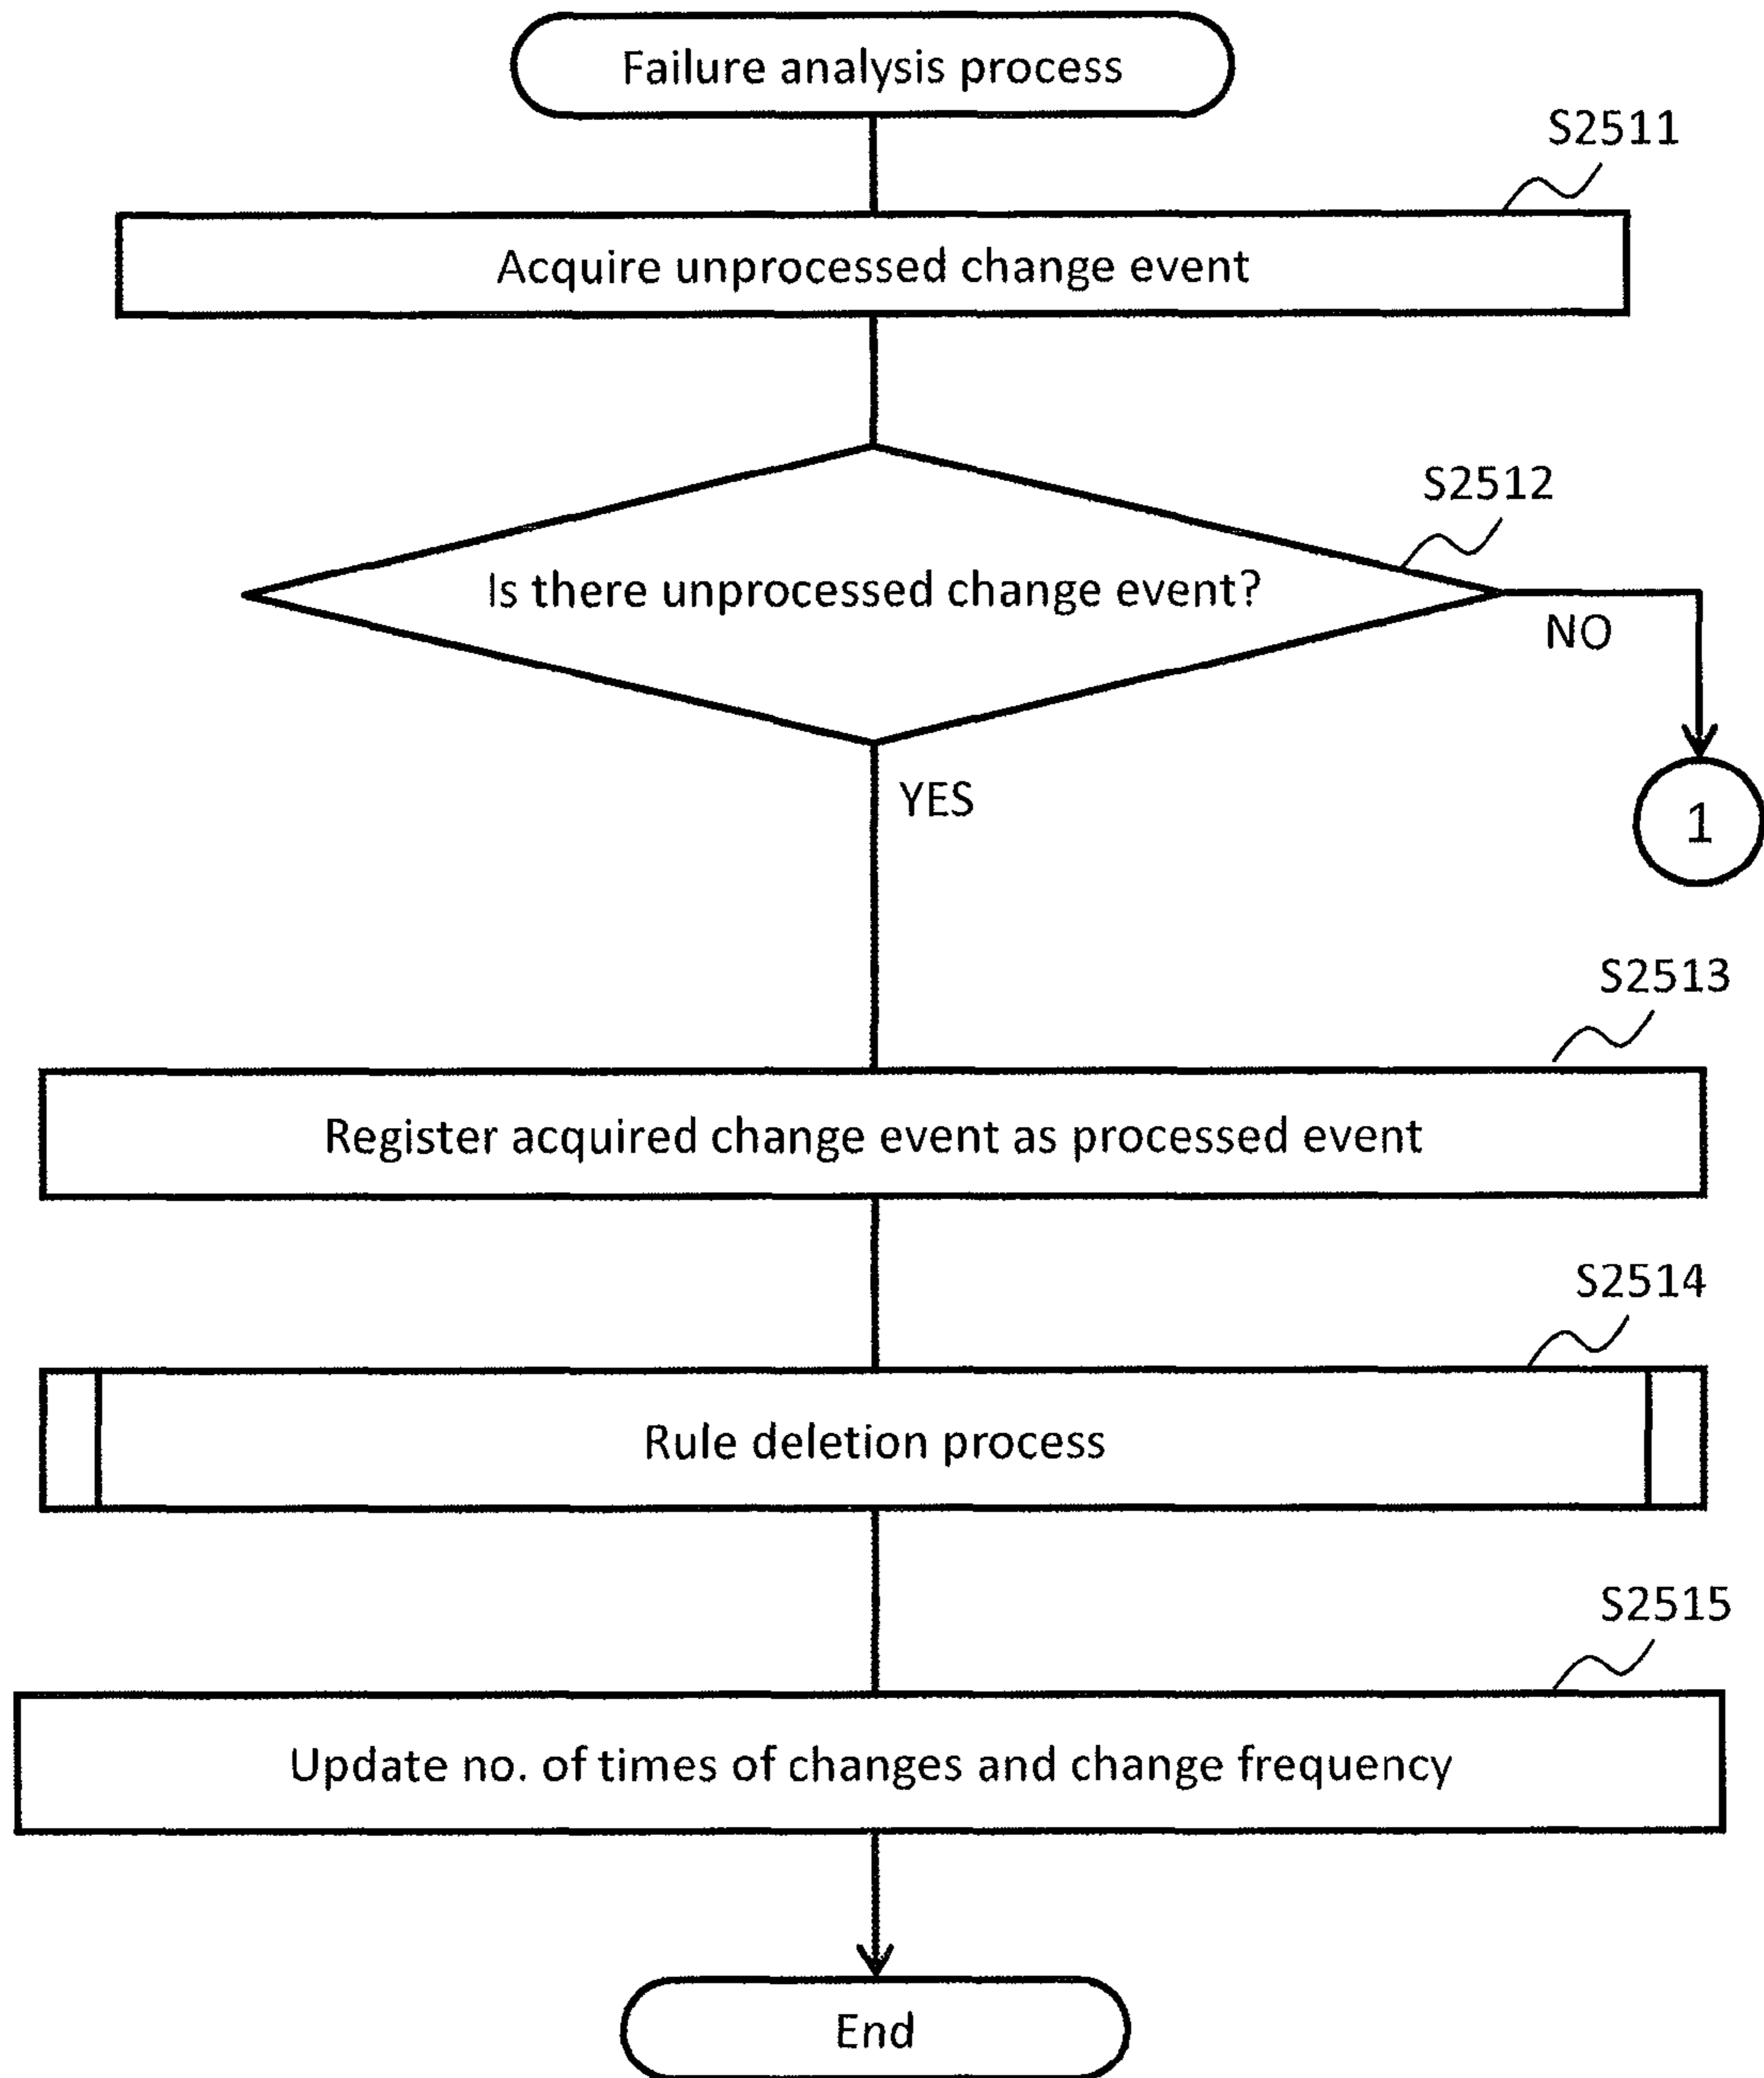 Failure analysis process
S2511
Acquire unprocessed change event
S2512
Is there unprocessed change event?
NO
YES
1
S2513
Register acquired change event as processed event
S2514
Rule deletion process
S2515
Update no. of times of changes and change frequency
End